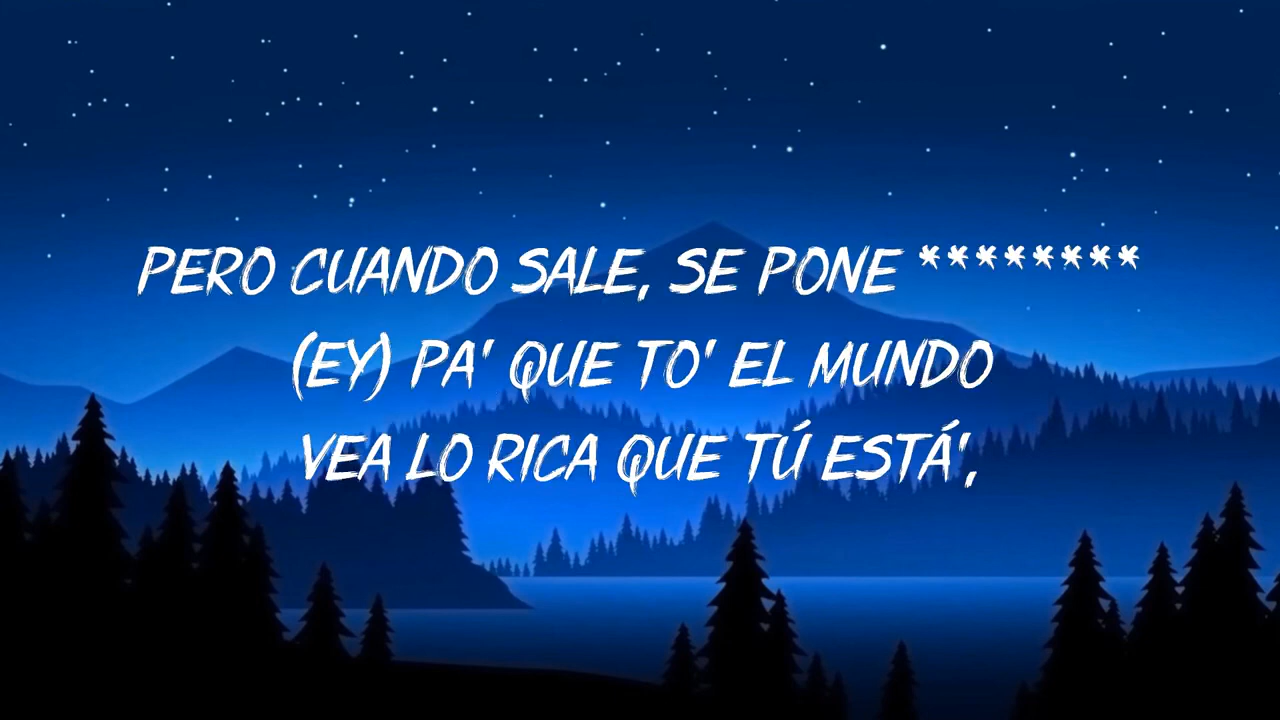 PERO CUANDO SALE, SE PONE ********
(EY) PA' QUE TO' EL MUNDO
VEA LO RICA QUE TÚ ESTÁ',